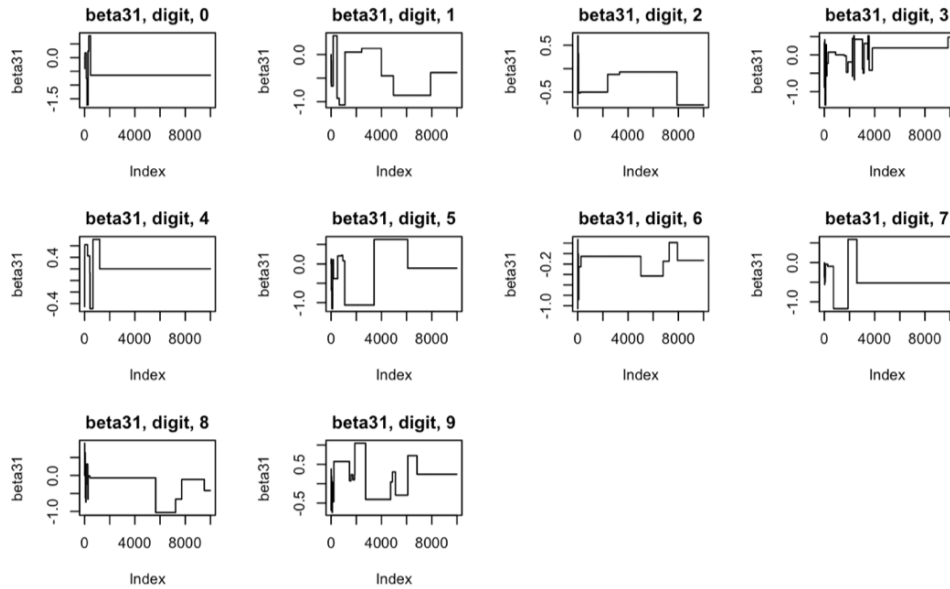 beta31, digit, 0 beta31, digit, 1 beta31, digit, 2 beta31, digit, 3
beta31 0.0 -1.5 beta31 0.0 -1.0 beta31 0.5 -0.5 beta31 0.0 -1.0
0 4000 8000 0 4000 8000 0 4000 8000 0 4000 8000
Index Index Index Index
beta31, digit, 4 beta31, digit, 5 beta31, digit, 6 beta31, digit, 7
beta31 0.4 -0.4 beta31 0.0 -1.0 beta31 -0.2 -1.0 beta31 0.0 -1.0
0 4000 8000 0 4000 8000 0 4000 8000 0 4000 8000
Index Index Index Index
beta31, digit, 8 beta31, digit, 9
beta31 0.0 -1.0 beta31 0.5 -0.5
0 4000 8000 0 4000 8000
Index Index